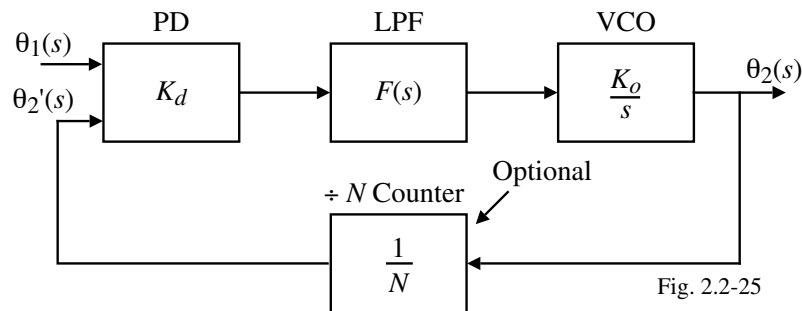 PD
LPF
VCO
θ1(s)
θ2(s)
θ2'(s)
Kd
F(s)
Ko
s
÷ N Counter
Optional
1
N
Fig. 2.2-25